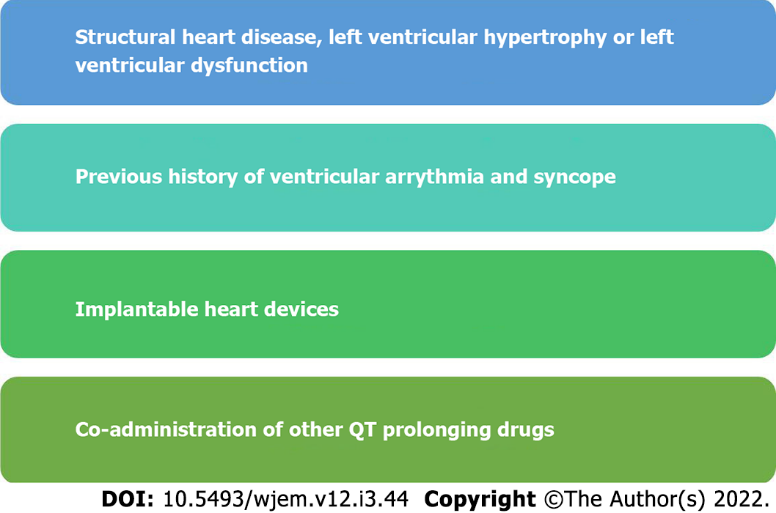 Structural heart disease, left ventricular hypertrophy or left
ventricular dysfunction
Previous history of ventricular arrythmia and syncope
Implantable heart devices
Co-administration of other QT prolonging drugs
DOI: 10.5493/wjem.v12.i3.44 Copyright ©The Author(s) 2022.